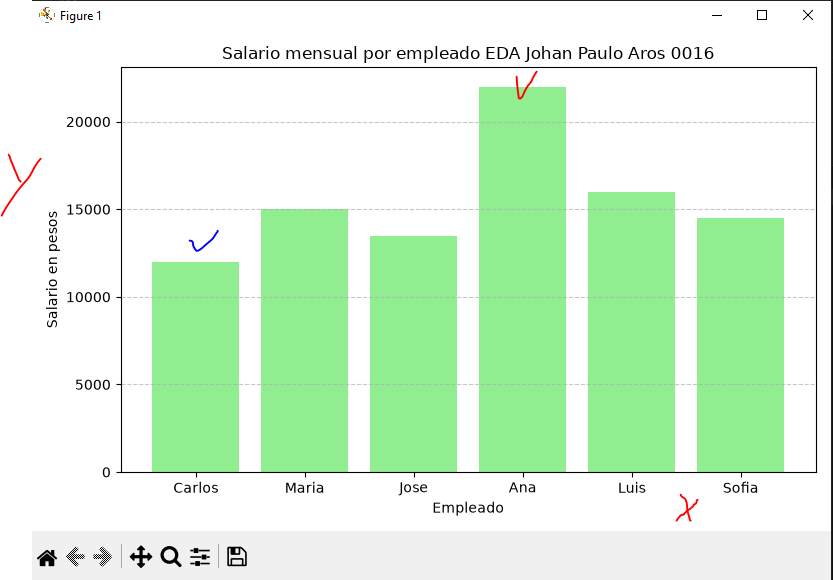 Figure 1
Salario mensual por empleado EDA Johan Paulo Aros 0016
Y
Salario en pesos
20000
15000
10000
5000
0
Carlos Maria Jose Ana Luis Sofia
Empleado
X